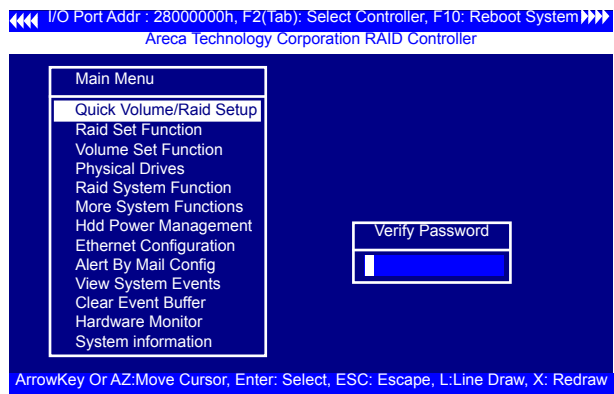 I/O Port Addr : 28000000h, F2(Tab): Select Controller, F10: Reboot System
Areca Technology Corporation RAID Controller
Main Menu
Quick Volume/Raid Setup
Raid Set Function
Volume Set Function
Physical Drives
Raid System Function
More System Functions
Hdd Power Management
Ethernet Configuration
Alert By Mail Config
View System Events
Clear Event Buffer
Hardware Monitor
System information
Verify Password
ArrowKey Or AZ:Move Cursor, Enter: Select, ESC: Escape, L:Line Draw, X: Redraw